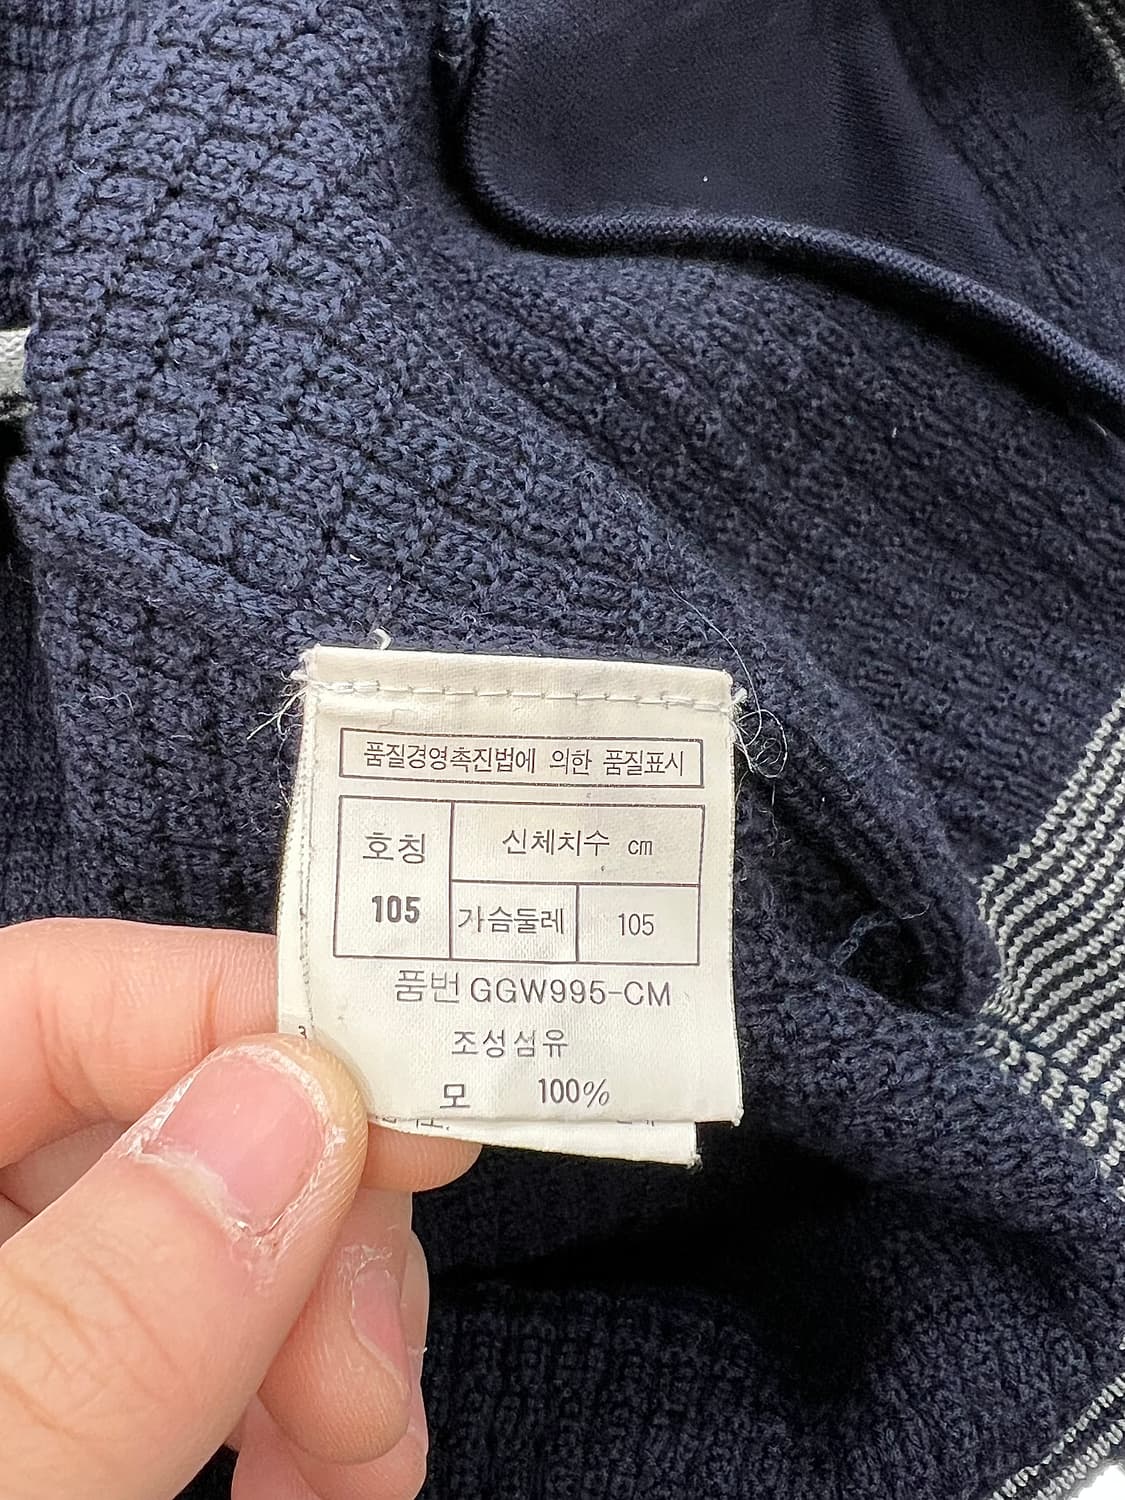 품질경영촉진법에 의한 품질표시
호칭
신체치수 cm
105
가슴둘레 105
품번 GGW995-CM
조성섬유
모 100%
3